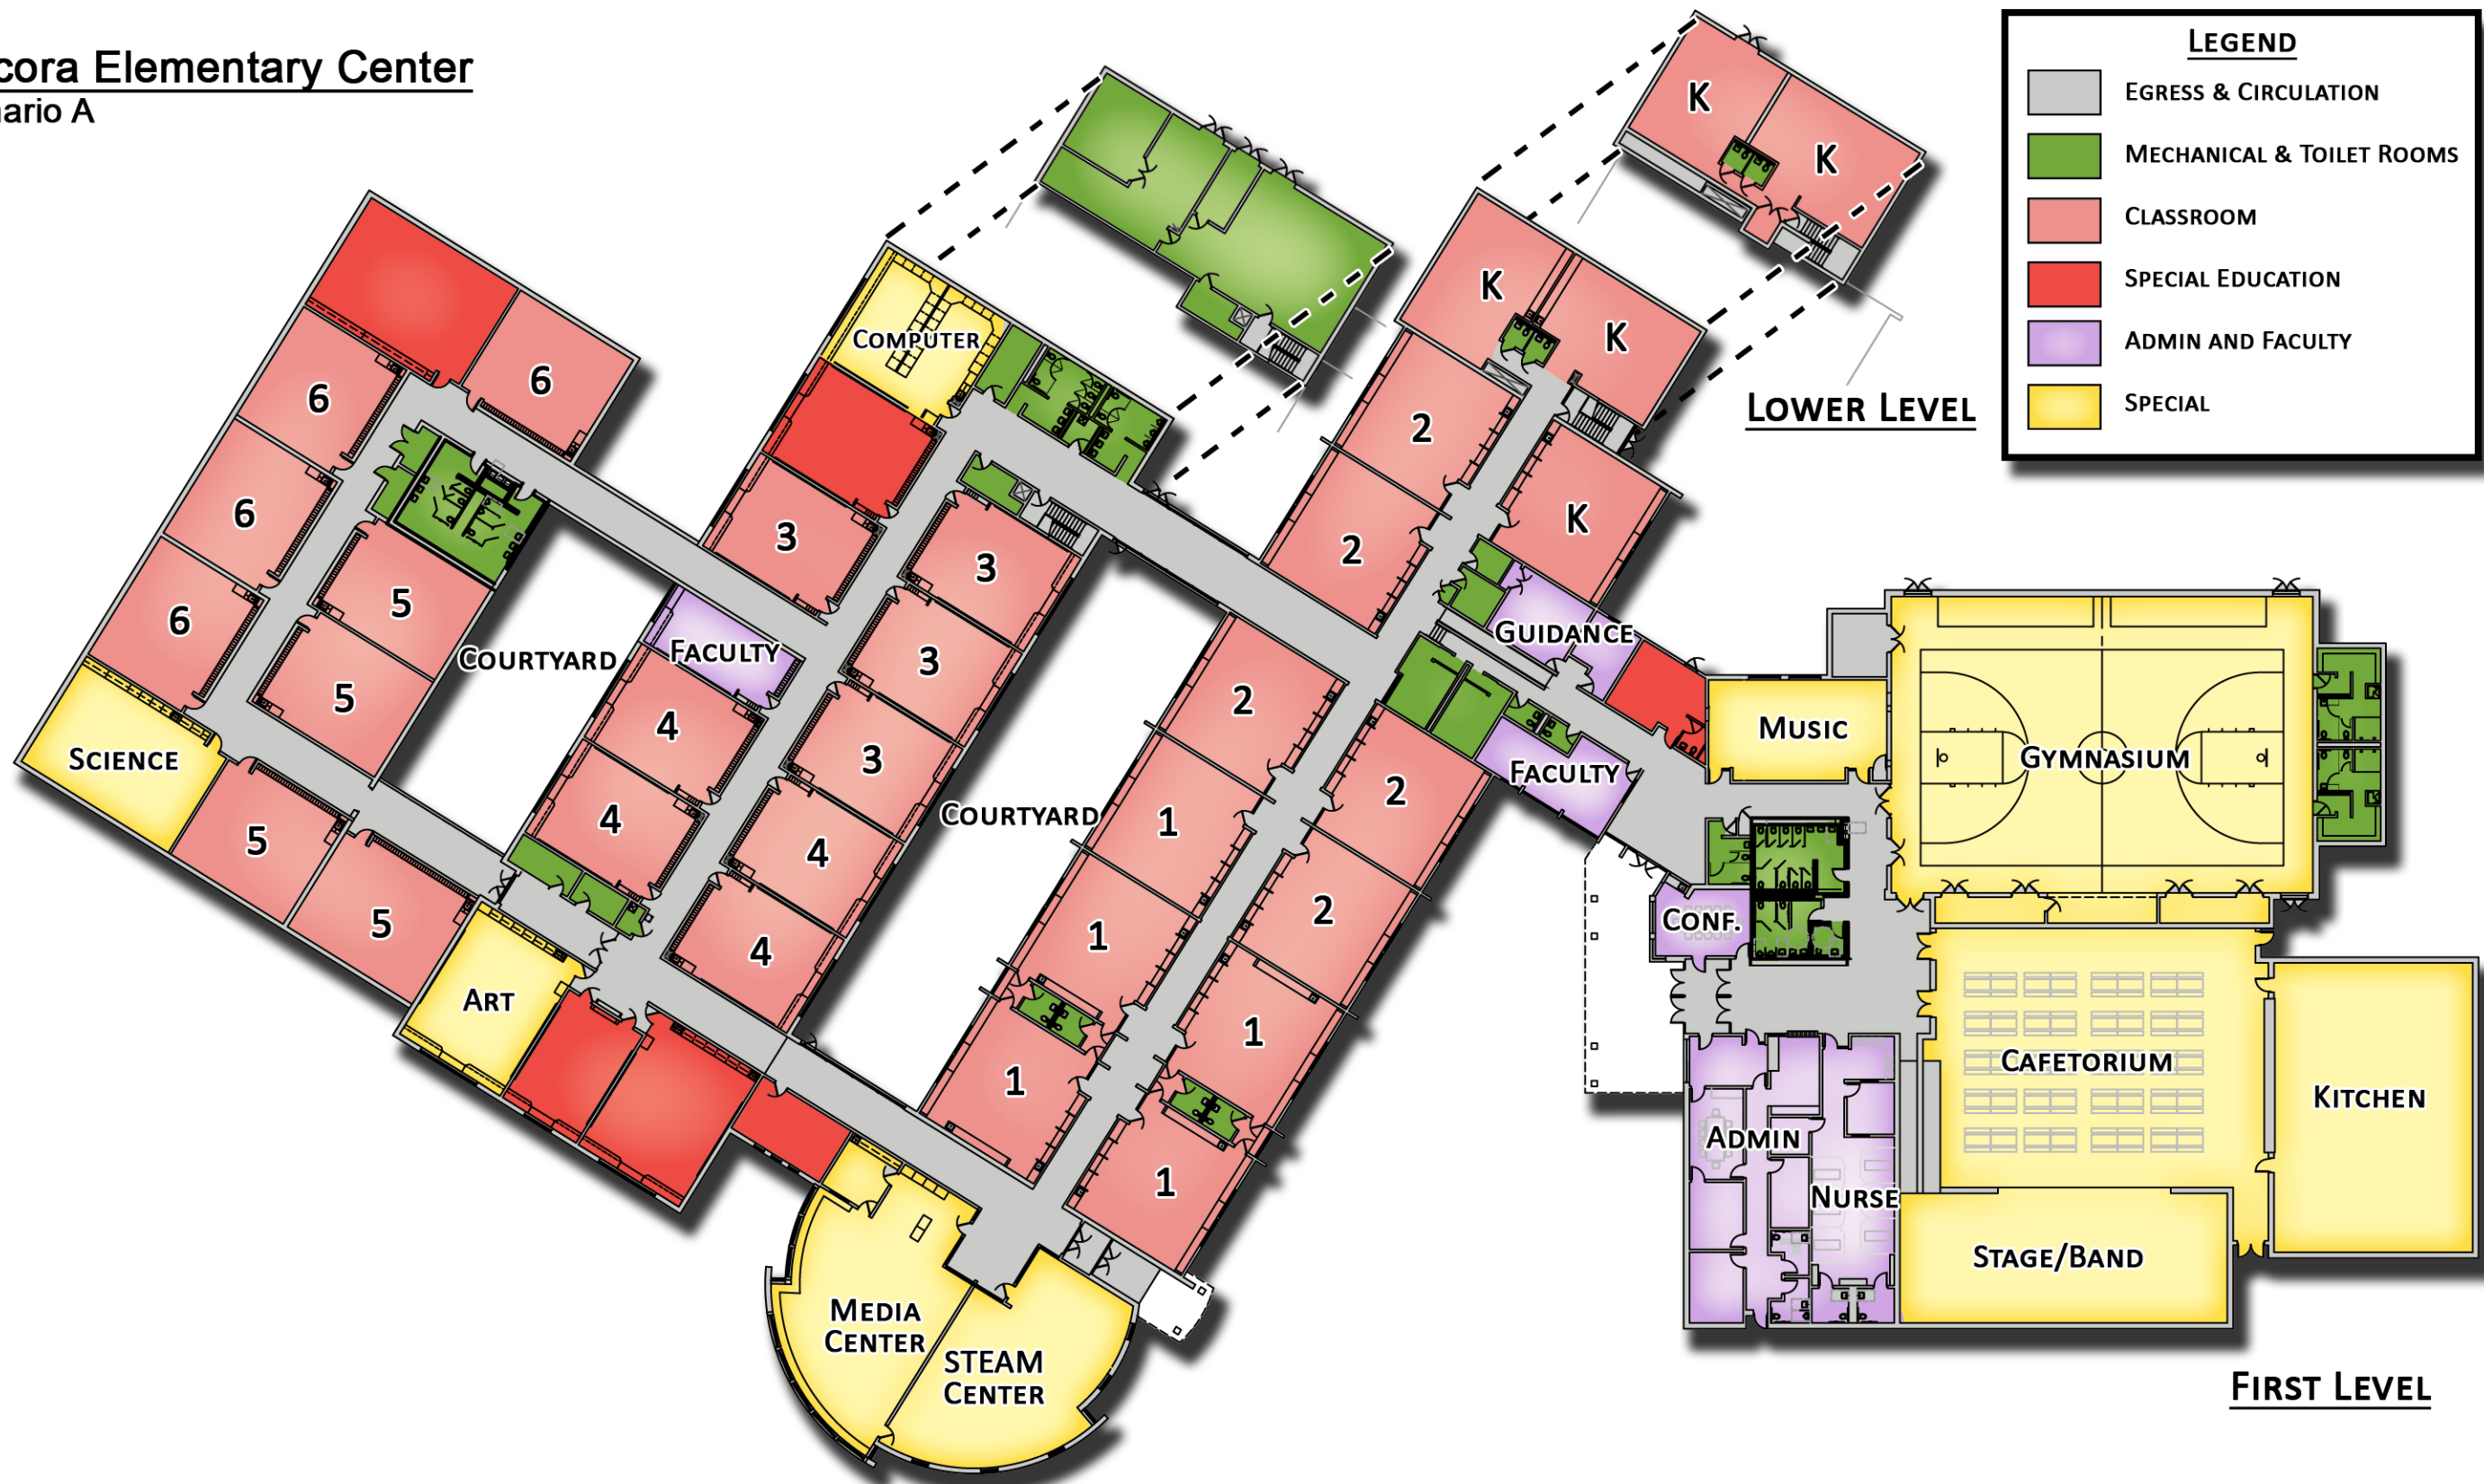 cora Elementary Center
ario A
LEGEND
EGRESS & CIRCULATION
MECHANICAL & TOILET ROOMS
CLASSROOM
SPECIAL EDUCATION
ADMIN AND FACULTY
SPECIAL
K
K
LOWER LEVEL
K
K
COMPUTER
6
6
2
6
K
3
2
3
5
6
GUIDANCE
FACULTY
COURTYARD
3
5
2
4
MUSIC
GYMNASIUM
SCIENCE
3
FACULTY
2
COURTYARD
4
1
5
4
2
CONF.
5
1
4
ART
1
CAFETORIUM
1
KITCHEN
ADMIN
1
NURSE
STAGE/BAND
MEDIA
CENTER
STEAM
CENTER
FIRST LEVEL